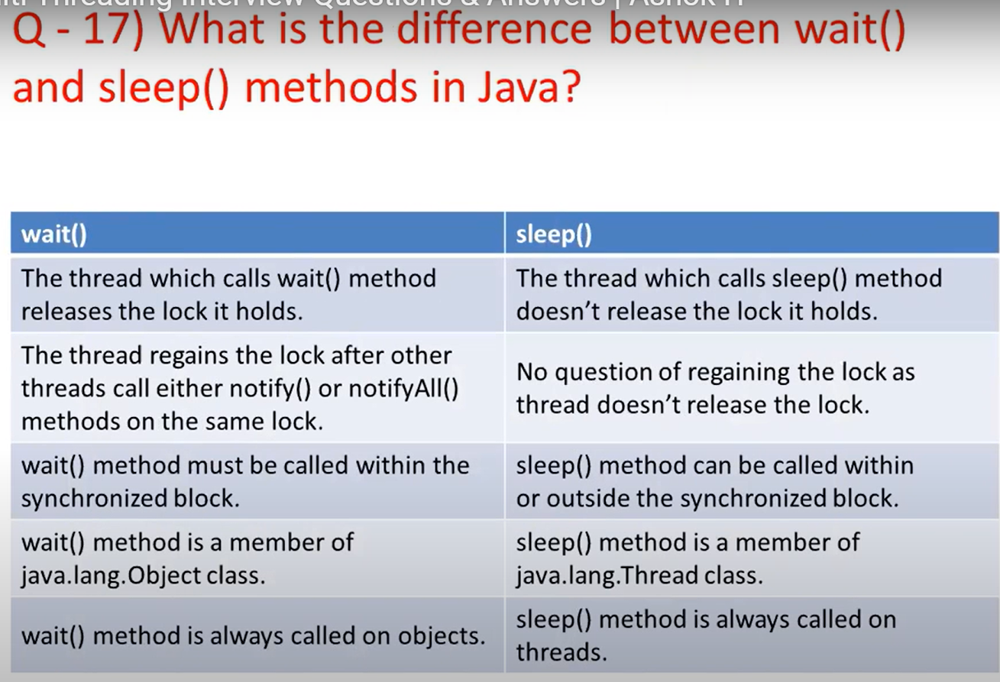 Threading Interview Questions & Answers | Ashok IT
Q - 17) What is the difference between wait()
and sleep() methods in Java?
wait()
sleep()
The thread which calls wait() method
releases the lock it holds.
The thread which calls sleep() method
doesn’t release the lock it holds.
The thread regains the lock after other
threads call either notify() or notifyAll()
methods on the same lock.
No question of regaining the lock as
thread doesn’t release the lock.
wait() method must be called within the
synchronized block.
sleep() method can be called within
or outside the synchronized block.
wait() method is a member of
java.lang.Object class.
sleep() method is a member of
java.lang.Thread class.
wait() method is always called on objects.
sleep() method is always called on
threads.